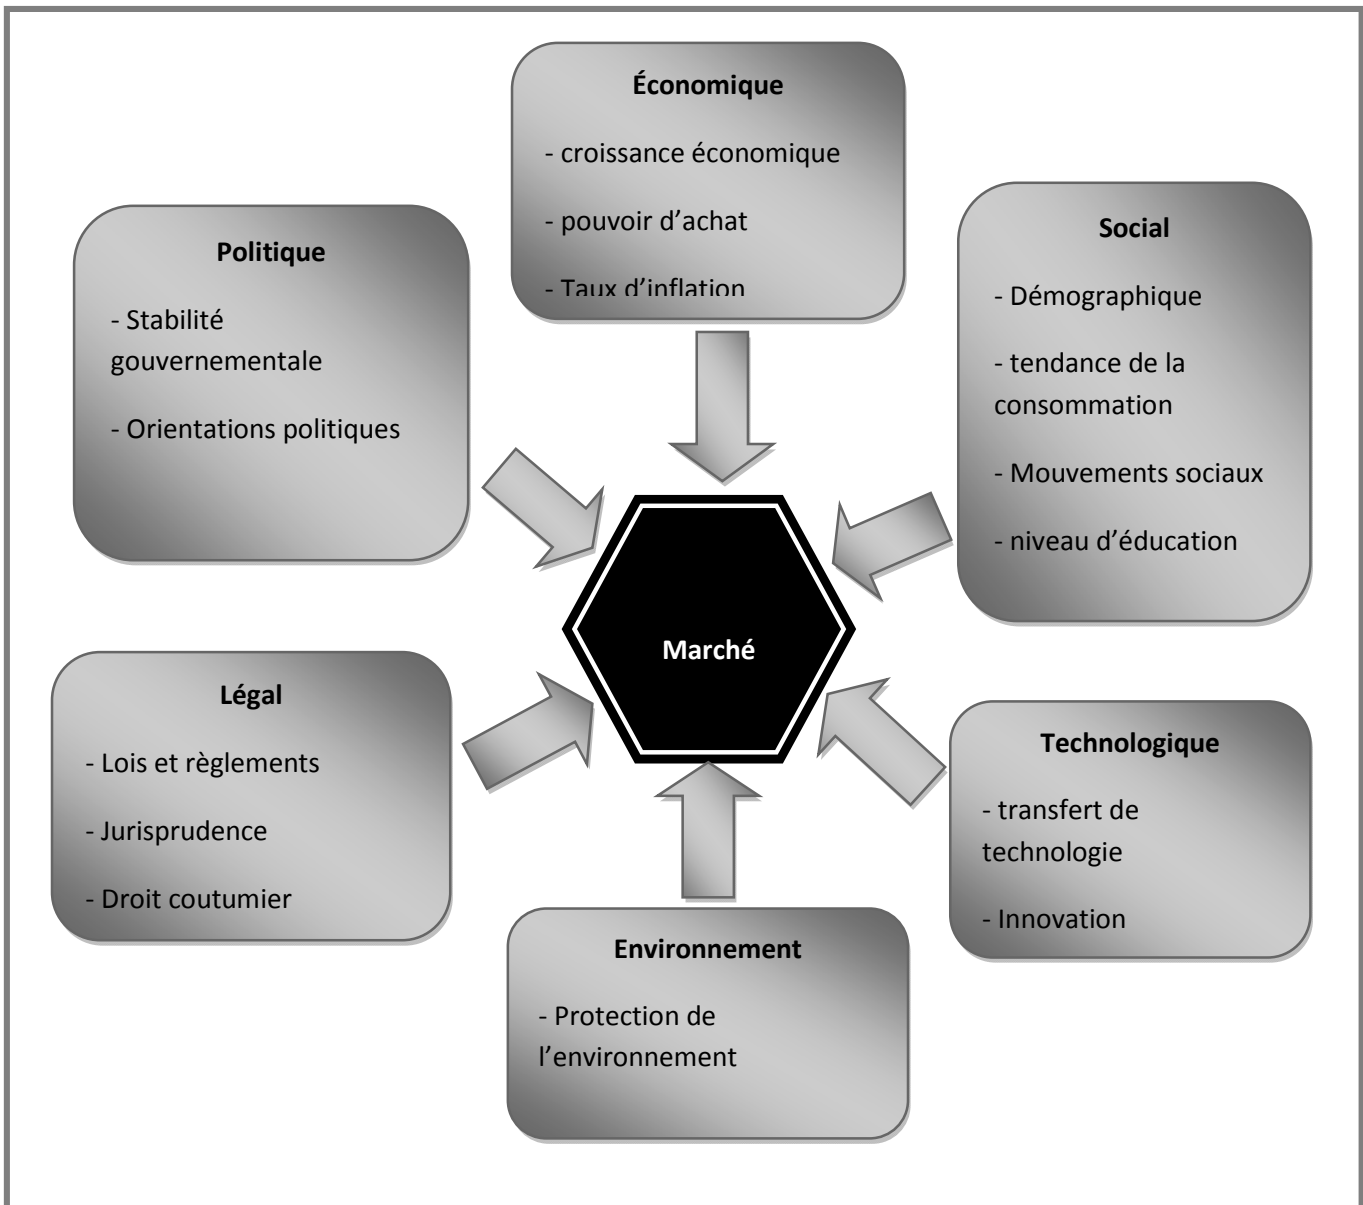 Économique
- croissance économique
- pouvoir d’achat
- Taux d’inflation
Politique
- Stabilité
gouvernementale
- Orientations politiques
Social
- Démographique
- tendance de la
consommation
- Mouvements sociaux
- niveau d’éducation
Marché
Légal
- Lois et règlements
- Jurisprudence
- Droit coutumier
Technologique
- transfert de
technologie
- Innovation
Environnement
- Protection de
l’environnement